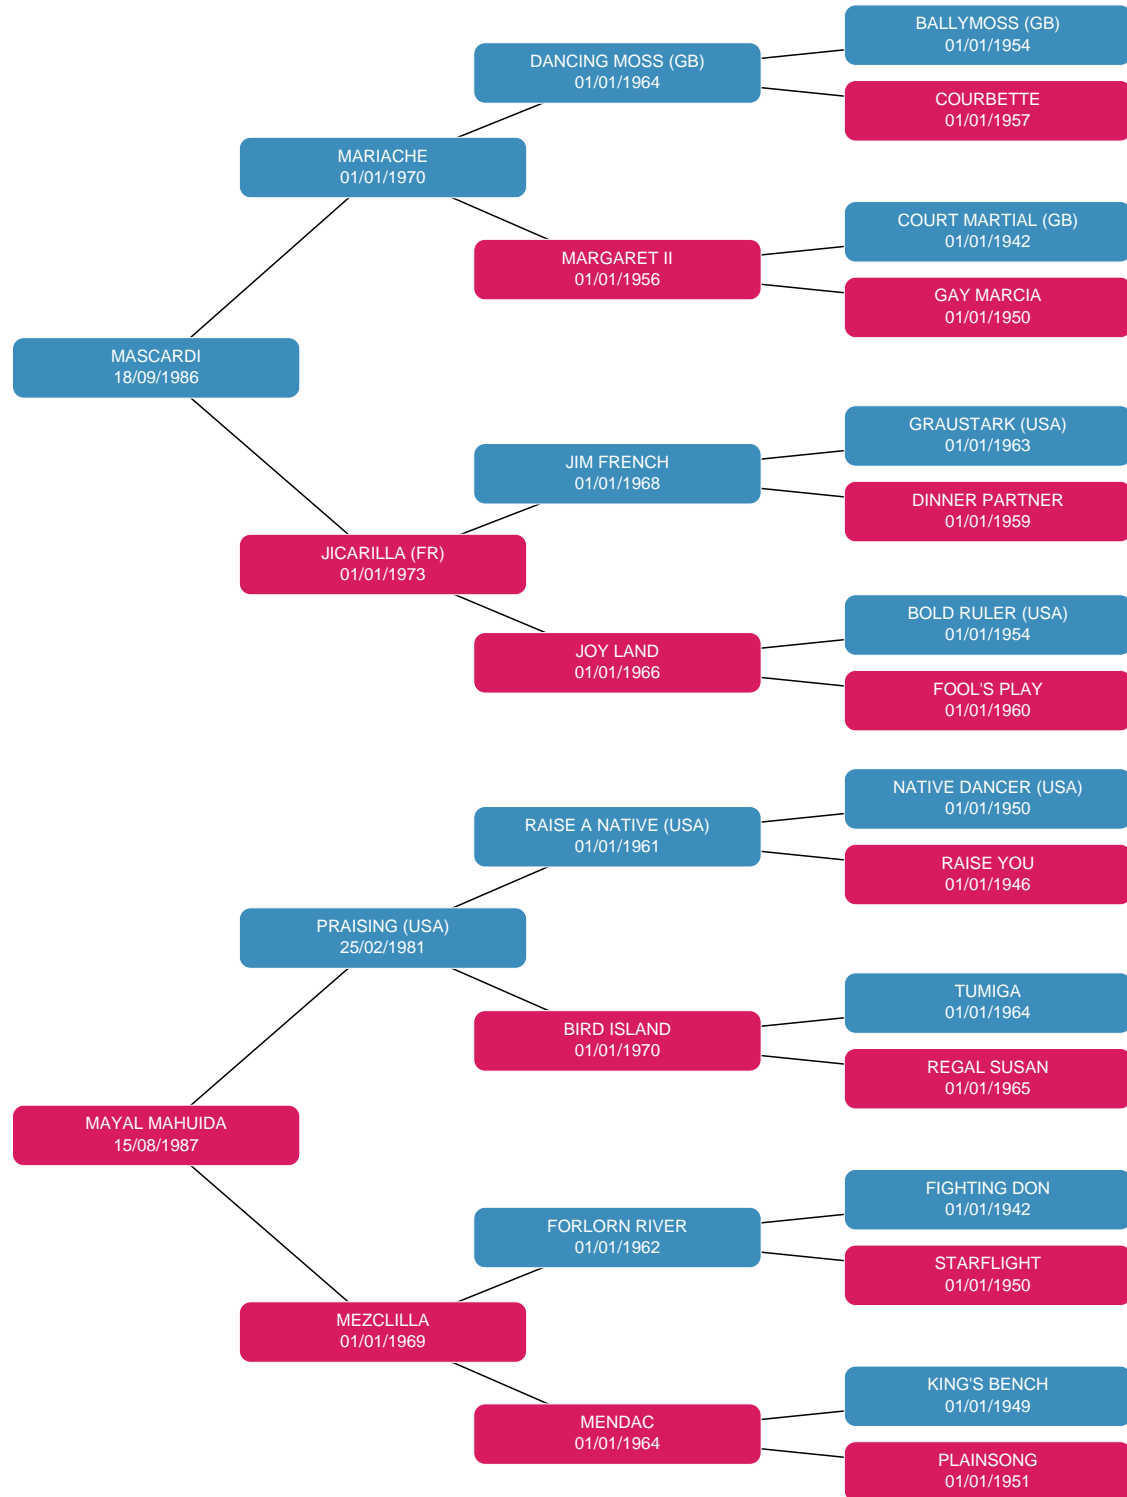 BALLYMOSS (GB)
01/01/1954
DANCING MOSS (GB)
01/01/1964
COURBETTE
01/01/1957
MARIACHE
01/01/1970
COURT MARTIAL (GB)
01/01/1942
MARGARET II
01/01/1956
GAY MARCIA
01/01/1950
MASCARDI
18/09/1986
GRAUSTARK (USA)
01/01/1963
JIM FRENCH
01/01/1968
DINNER PARTNER
01/01/1959
JICARILLA (FR)
01/01/1973
BOLD RULER (USA)
01/01/1954
JOY LAND
01/01/1966
FOOL'S PLAY
01/01/1960
NATIVE DANCER (USA)
01/01/1950
RAISE A NATIVE (USA)
01/01/1961
RAISE YOU
01/01/1946
PRAISING (USA)
25/02/1981
TUMIGA
01/01/1964
BIRD ISLAND
01/01/1970
REGAL SUSAN
01/01/1965
MAYAL MAHUIDA
15/08/1987
FIGHTING DON
01/01/1942
FORLORN RIVER
01/01/1962
STARFLIGHT
01/01/1950
MEZCLILLA
01/01/1969
KING'S BENCH
01/01/1949
MENDAC
01/01/1964
PLAINSONG
01/01/1951